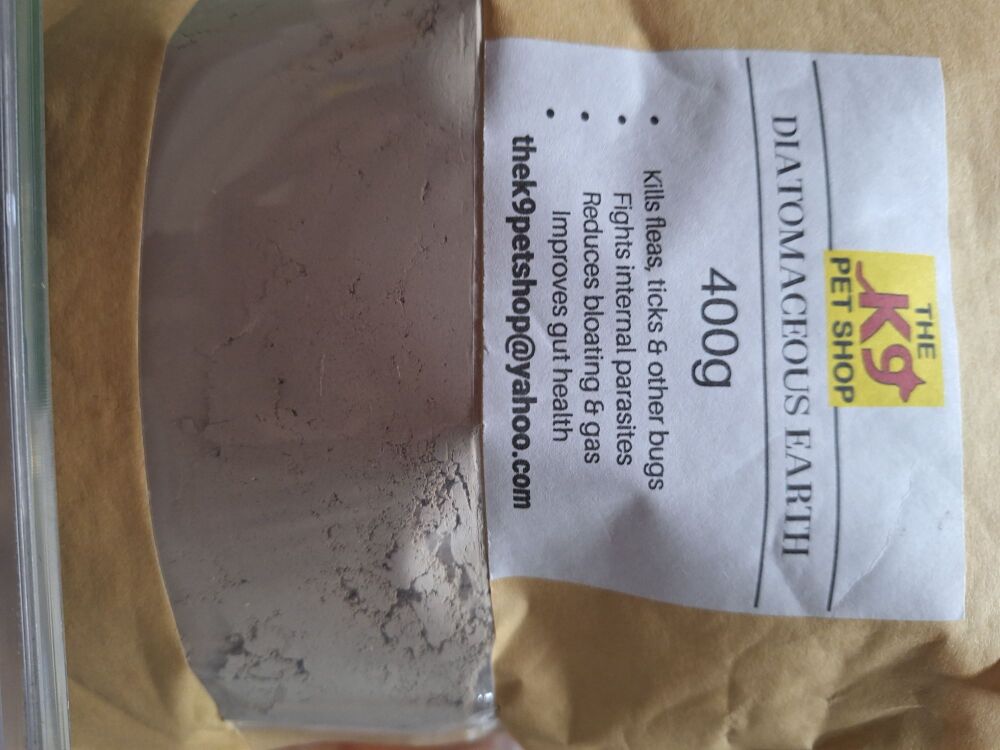 THE
K9
PET SHOP
DIATOMACEOUS EARTH
400g
• Kills fleas, ticks & other bugs
• Fights internal parasites
• Reduces bloating & gas
• Improves gut health
thek9petshop@yahoo.com